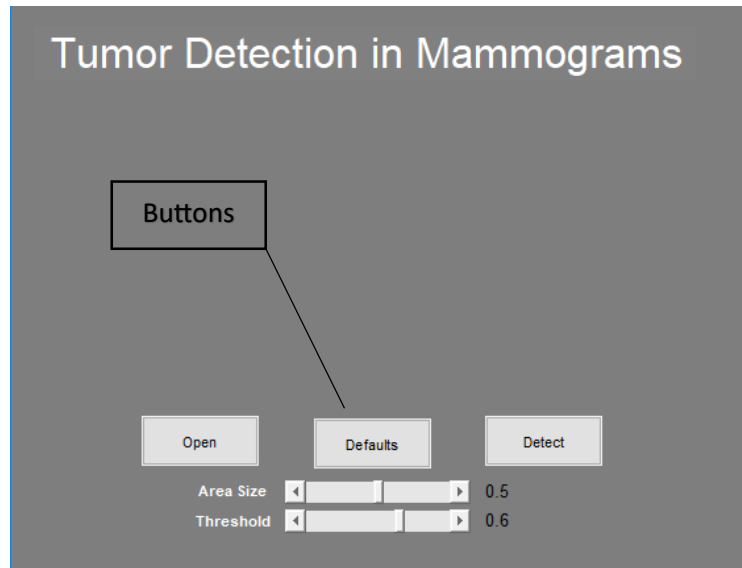 Tumor Detection in Mammograms
Buttons
Open Defaults Detect
Area Size 0.5
Threshold 0.6